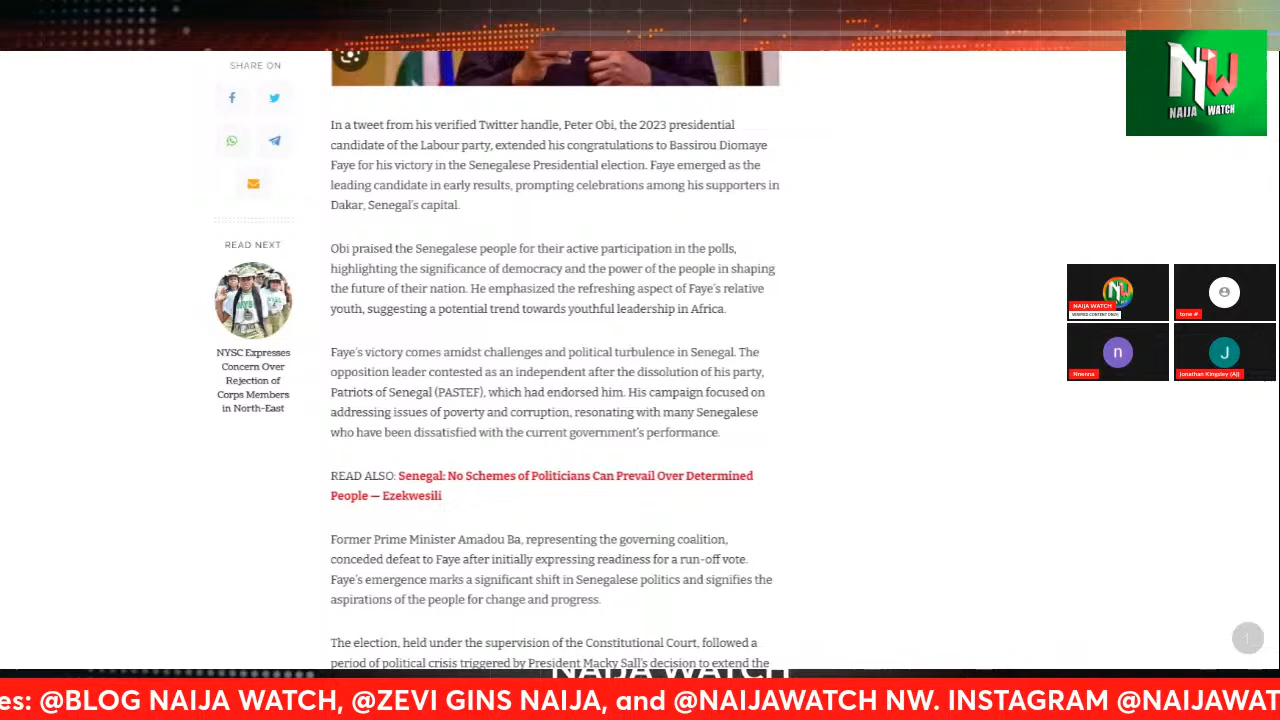 SHARE ON
READ NEXT
NYSC
NYSC Expresses
Concern Over
Rejection of
Corps Members
in North-East
In a tweet from his verified Twitter handle, Peter Obi, the 2023 presidential
candidate of the Labour party, extended his congratulations to Bassirou Diomaye
Faye for his victory in the Senegalese Presidential election. Faye emerged as the
leading candidate in early results, prompting celebrations among his supporters in
Dakar, Senegal's capital.
Obi praised the Senegalese people for their active participation in the polls,
highlighting the significance of democracy and the power of the people in shaping
the future of their nation. He emphasized the refreshing aspect of Faye's relative
youth, suggesting a potential trend towards youthful leadership in Africa.
Faye's victory comes amidst challenges and political turbulence in Senegal. The
opposition leader contested as an independent after the dissolution of his party,
Patriots of Senegal (PASTEF), which had endorsed him. His campaign focused on
addressing issues of poverty and corruption, resonating with many Senegalese
who have been dissatisfied with the current government's performance.
READ ALSO: Senegal: No Schemes of Politicians Can Prevail Over Determined
People — Ezekwesili
Former Prime Minister Amadou Ba, representing the governing coalition,
conceded defeat to Faye after initially expressing readiness for a run-off vote.
Faye's emergence marks a significant shift in Senegalese politics and signifies the
aspirations of the people for change and progress.
The election, held under the supervision of the Constitutional Court, followed a
period of political crisis triggered by President Macky Sall's decision to extend the
NW
NAIJA WATCH
NAIJA WATCH
VERIFIED CONTENT ONLY
tone #
n
Nnenna
J
Jonathan Kingsley (AJ)
NAIJA WATCH
es: @BLOG NAIJA WATCH, @ZEVI GINS NAIJA, and @NAIJAWATCH NW. INSTAGRAM @NAIJAWAT